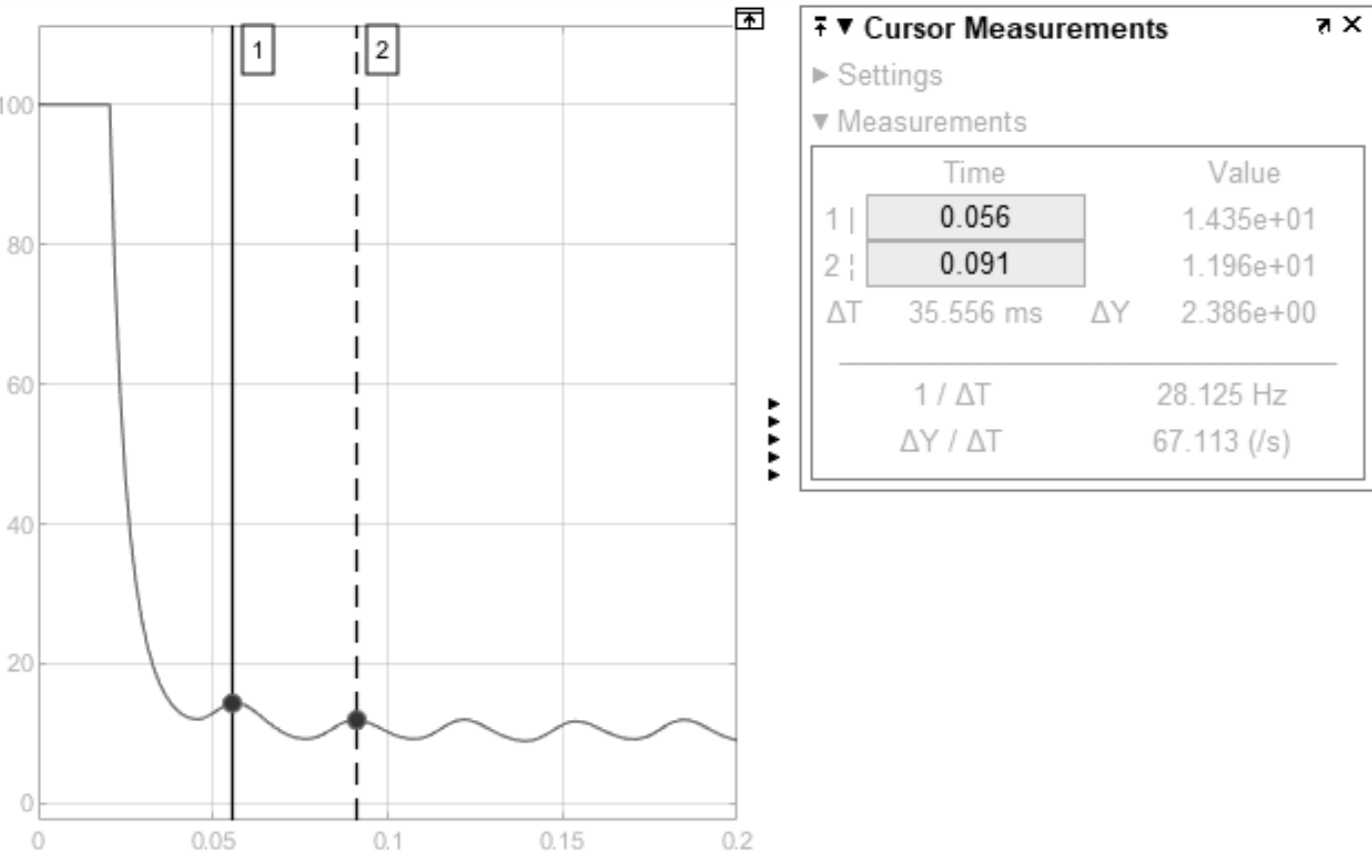 1
2
100
80
60
40
20
0
0 0.05 0.1 0.15 0.2
Cursor Measurements
Settings
Measurements
Time Value
1 | 0.056 1.435e+01
2 ¦ 0.091 1.196e+01
ΔT 35.556 ms ΔY 2.386e+00
1 / ΔT 28.125 Hz
ΔY / ΔT 67.113 (/s)